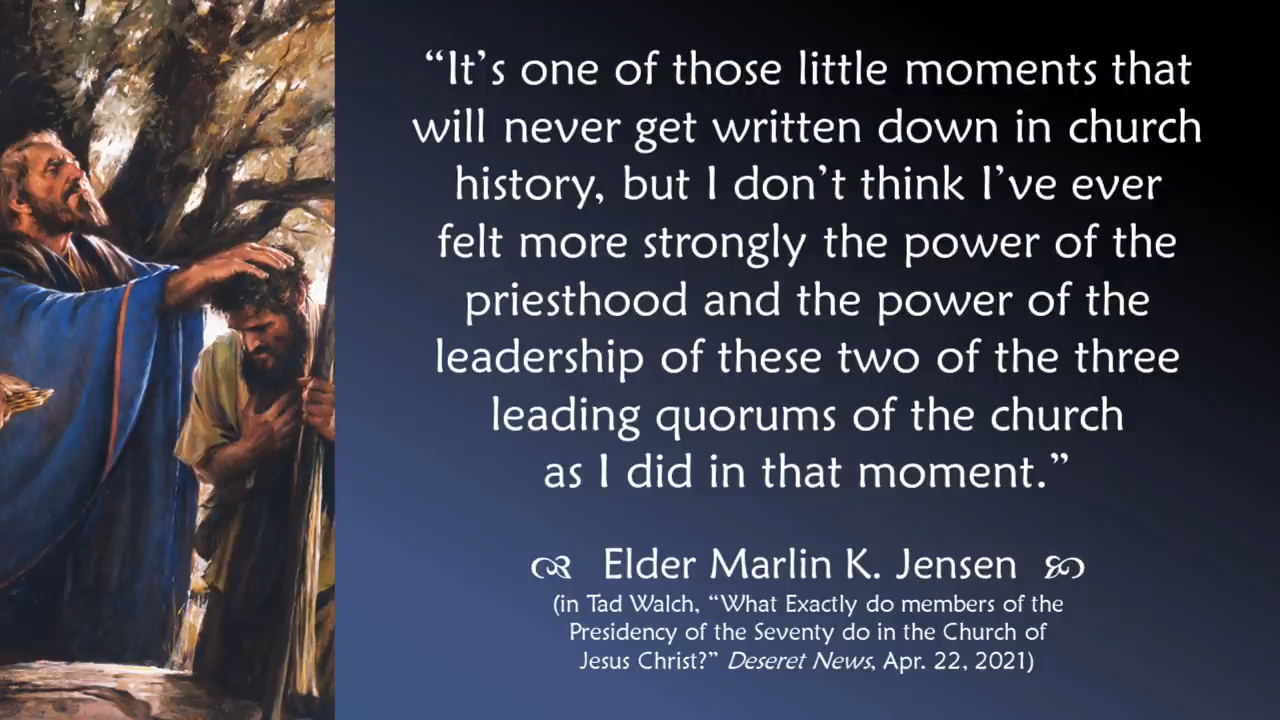 “It’s one of those little moments that
will never get written down in church
history, but I don’t think I’ve ever
felt more strongly the power of the
priesthood and the power of the
leadership of these two of the three
leading quorums of the church
as I did in that moment.”
Elder Marlin K. Jensen
(in Tad Walch, “What Exactly do members of the
Presidency of the Seventy do in the Church of
Jesus Christ?” Deseret News, Apr. 22, 2021)